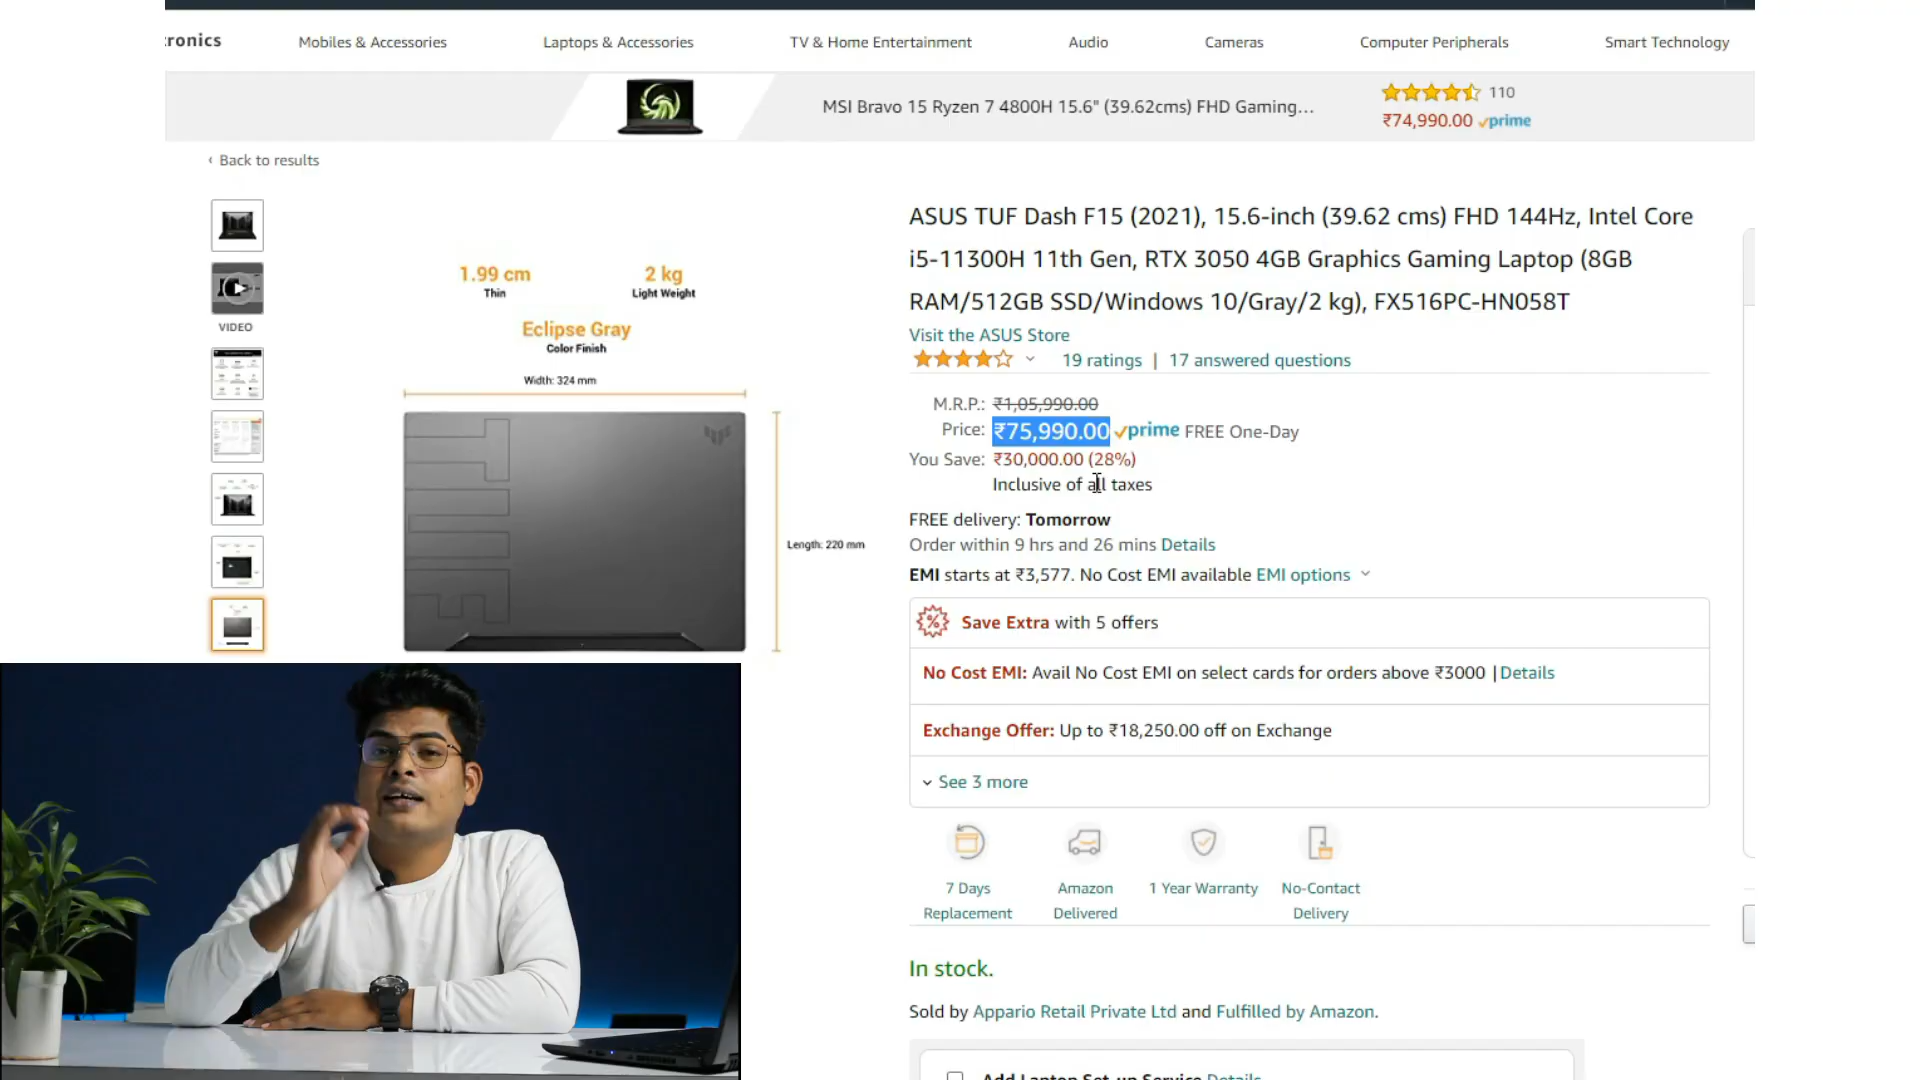 ronics
Mobiles & Accessories
Laptops & Accessories
TV & Home Entertainment
Audio
Cameras
Computer Peripherals
Smart Technology
MSI Bravo 15 Ryzen 7 4800H 15.6" (39.62cms) FHD Gaming...
110
₹74,990.00 prime
‹ Back to results
VIDEO
1.99 cm
Thin
2 kg
Light Weight
Eclipse Gray
Color Finish
Width: 324 mm
Length: 220 mm
ASUS TUF Dash F15 (2021), 15.6-inch (39.62 cms) FHD 144Hz, Intel Core
i5-11300H 11th Gen, RTX 3050 4GB Graphics Gaming Laptop (8GB
RAM/512GB SSD/Windows 10/Gray/2 kg), FX516PC-HN058T
Visit the ASUS Store
19 ratings | 17 answered questions
M.R.P.: ₹1,05,990.00
Price: ₹75,990.00 prime FREE One-Day
You Save: ₹30,000.00 (28%)
Inclusive of all taxes
FREE delivery: Tomorrow
Order within 9 hrs and 26 mins Details
EMI starts at ₹3,577. No Cost EMI available EMI options
% Save Extra with 5 offers
No Cost EMI: Avail No Cost EMI on select cards for orders above ₹3000 | Details
Exchange Offer: Up to ₹18,250.00 off on Exchange
See 3 more
7 Days
Replacement
Amazon
Delivered
1 Year Warranty
No-Contact
Delivery
In stock.
Sold by Appario Retail Private Ltd and Fulfilled by Amazon.
Add Laptop Set-up Service Details